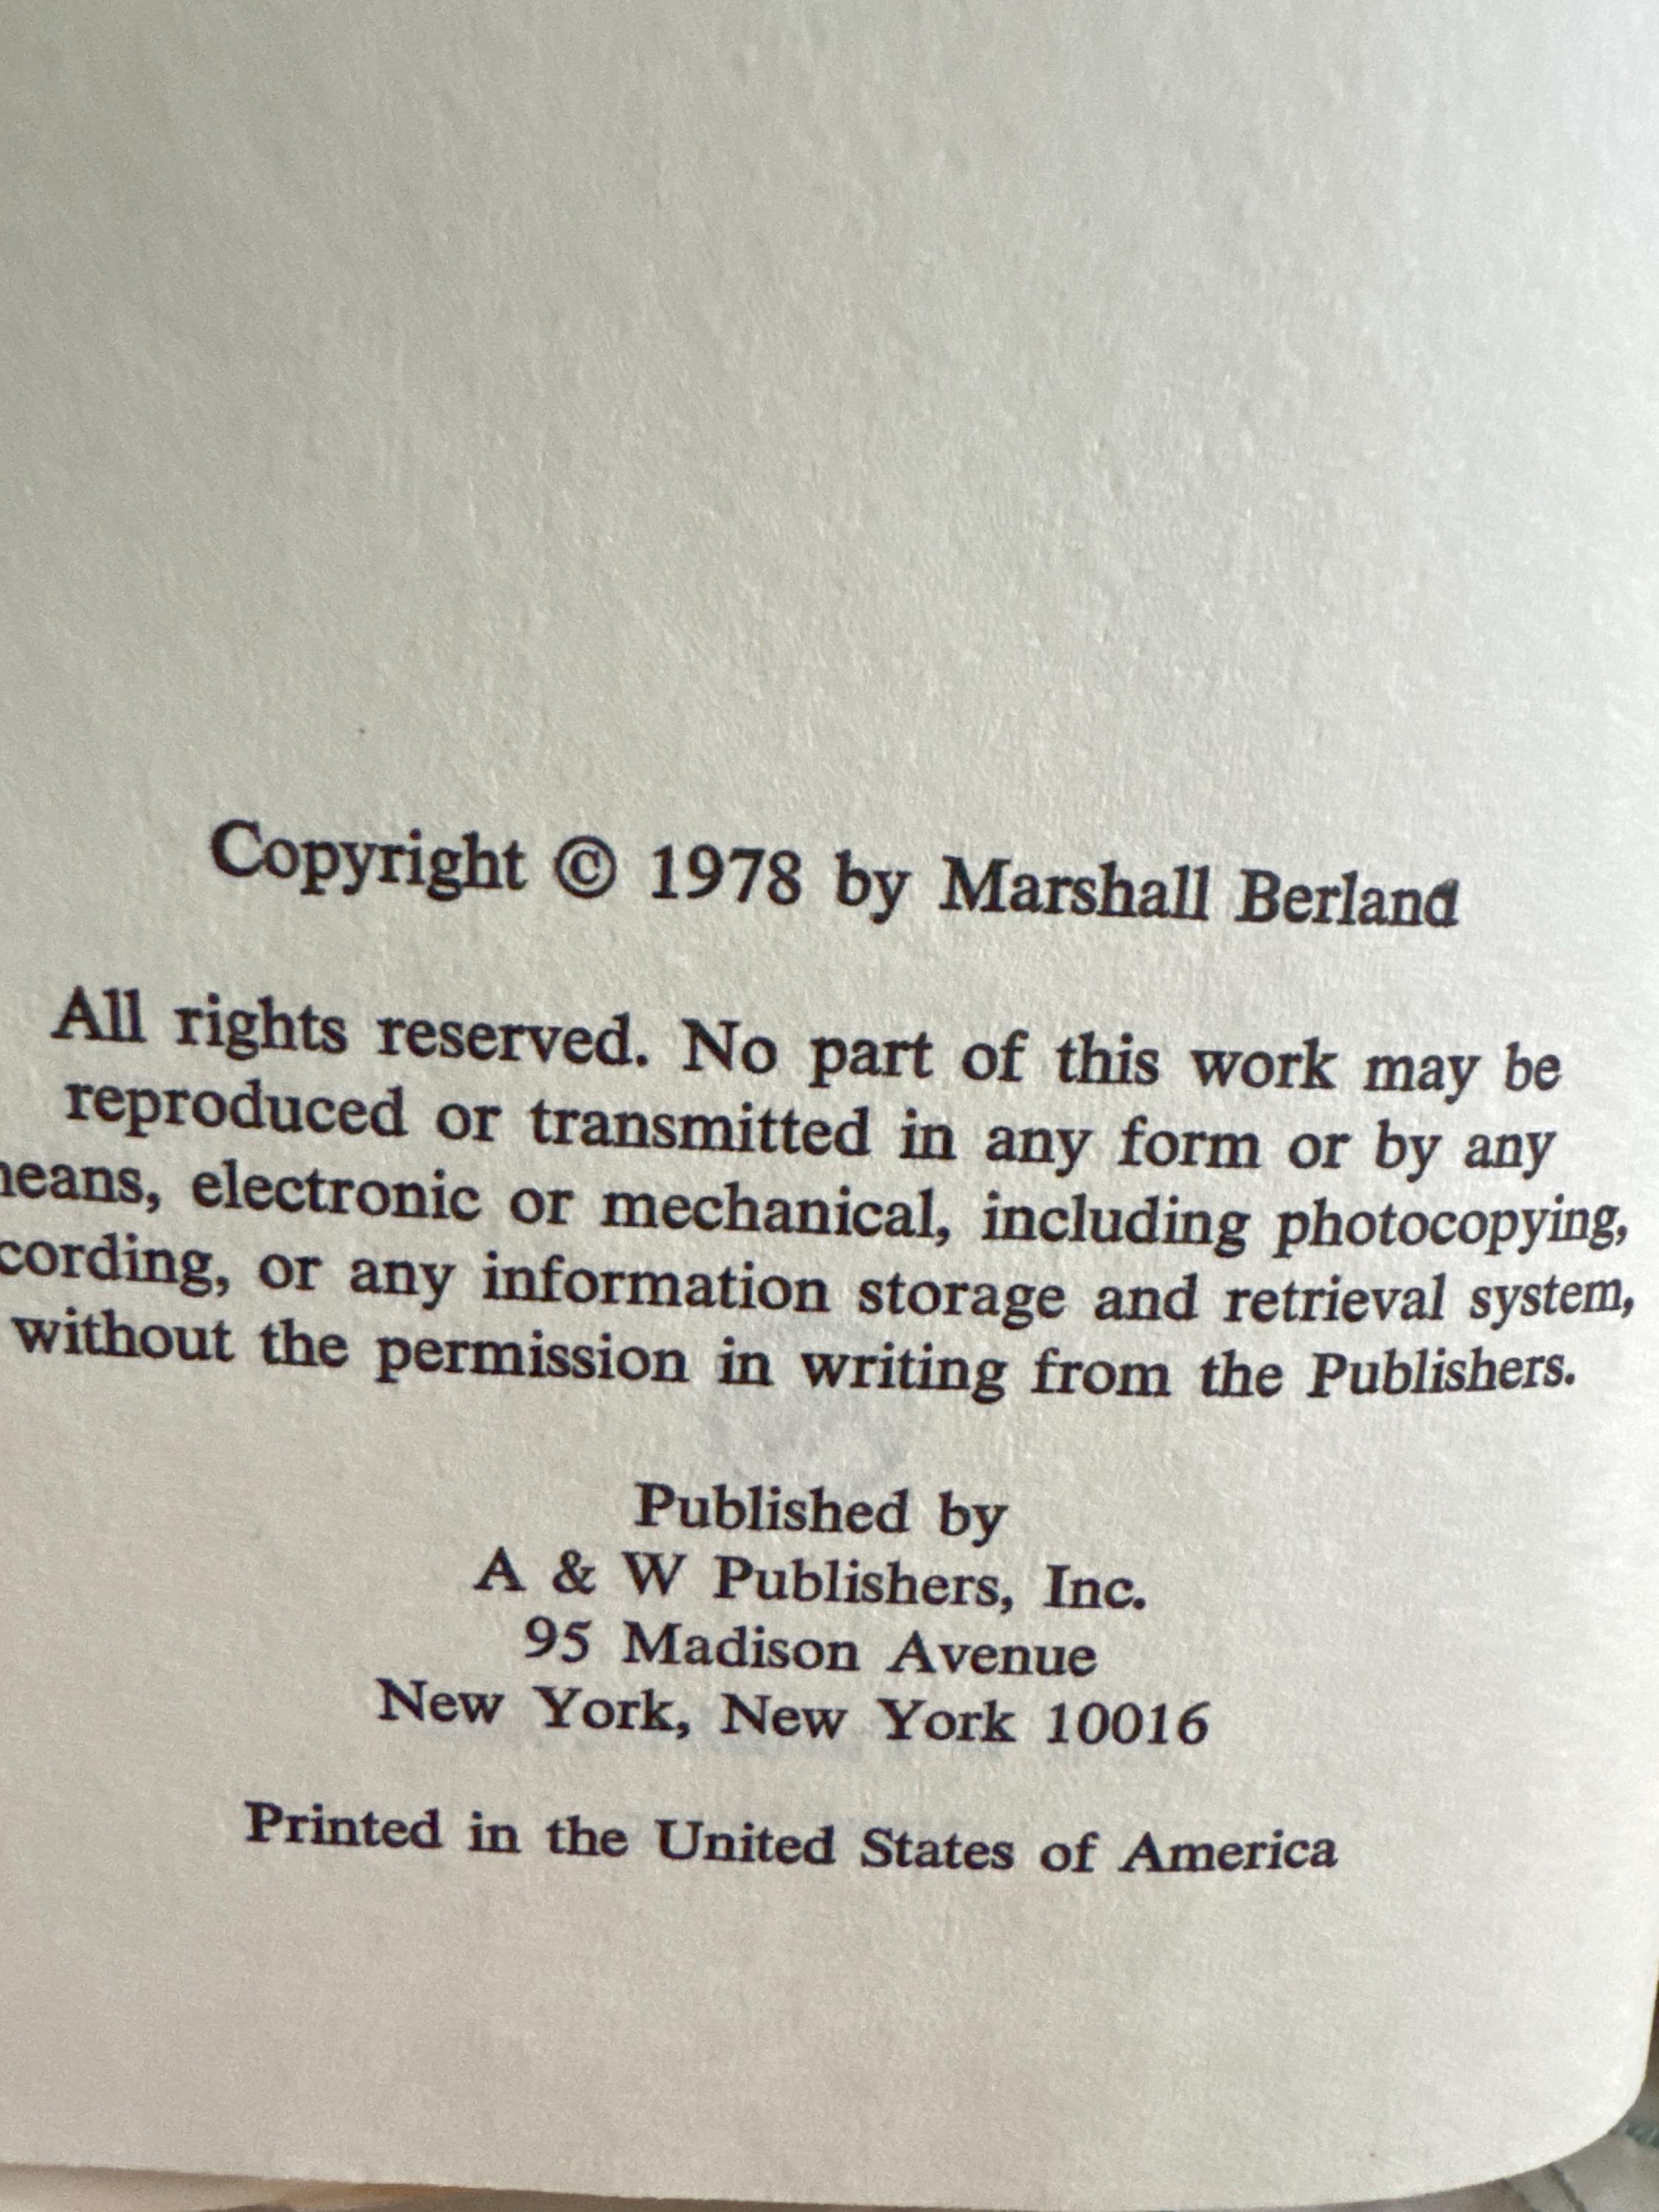 Copyright © 1978 by Marshall Berland
All rights reserved. No part of this work may be
reproduced or transmitted in any form or by any
eans, electronic or mechanical, including photocopying,
cording, or any information storage and retrieval system,
without the permission in writing from the Publishers.
Published by
A & W Publishers, Inc.
95 Madison Avenue
New York, New York 10016
Printed in the United States of America